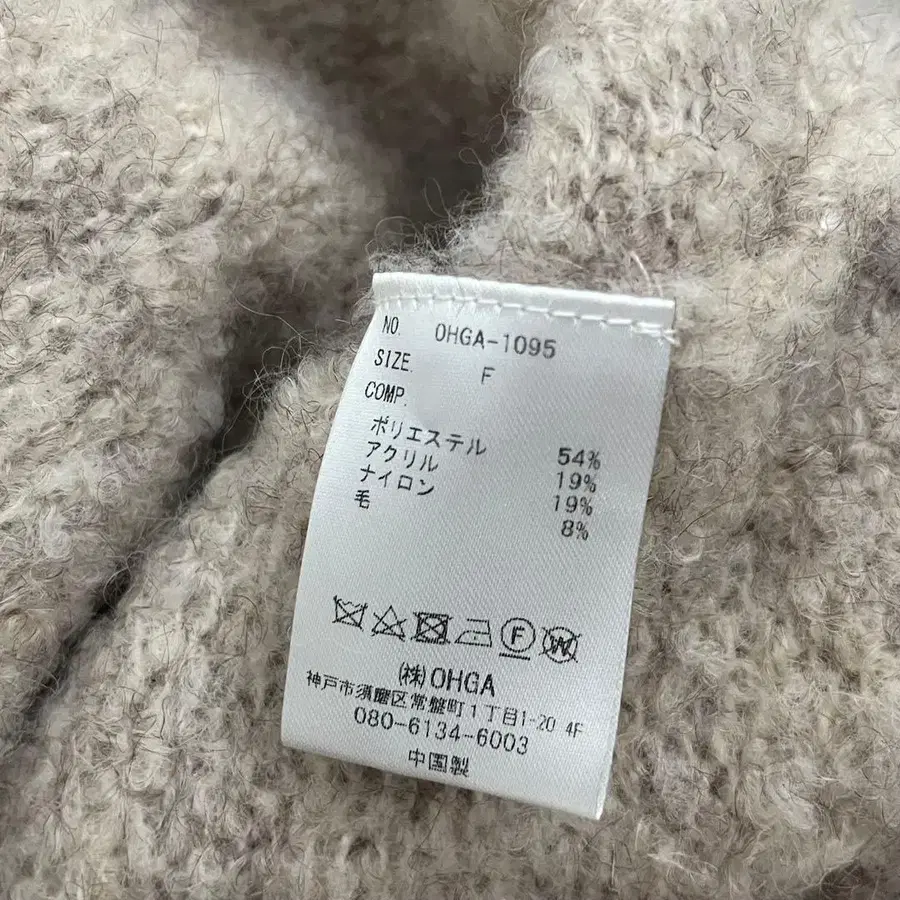 NO. OHGA-1095
SIZE. F
COMP.
ポリエステル 54%
アクリル 19%
ナイロン 19%
毛 8%
F W
㈱OHGA
神戸市須磨区常盤町1丁目1-20 4F
080-6134-6003
中国製